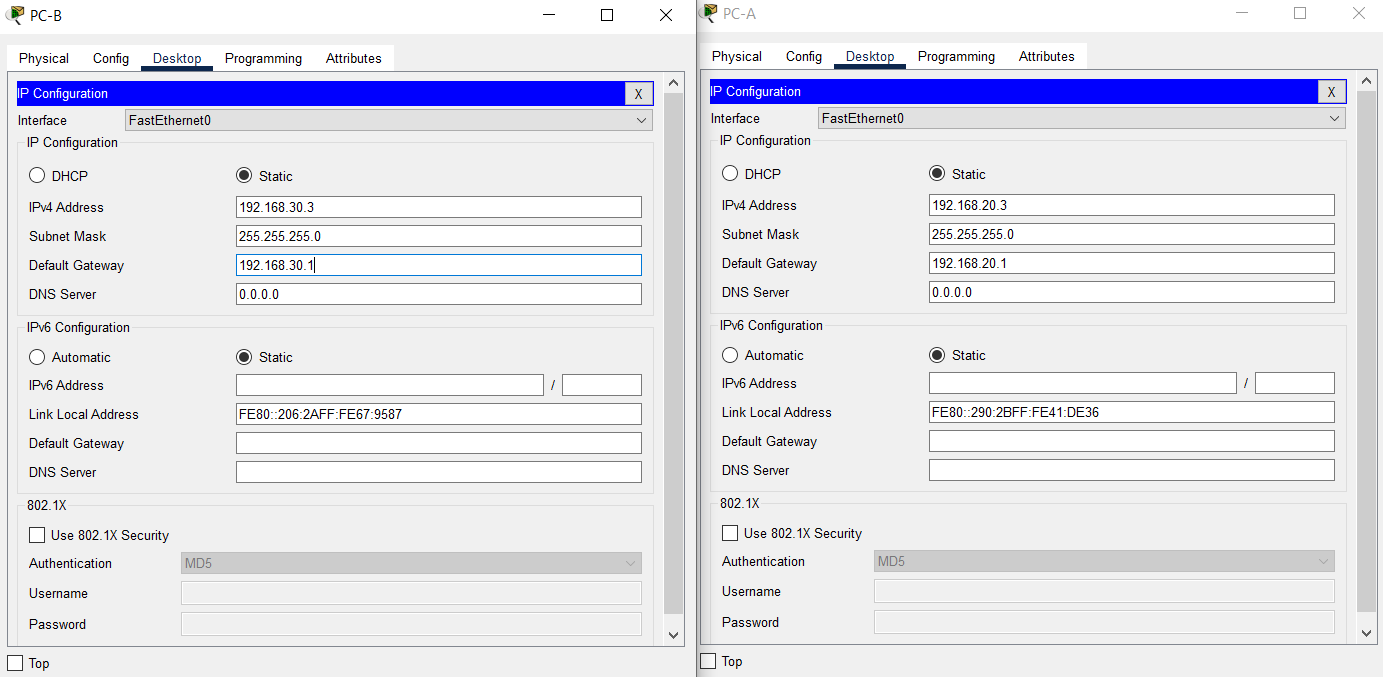 PC-B
Physical Config Desktop Programming Attributes
IP Configuration X
Interface FastEthernet0
IP Configuration
DHCP Static
IPv4 Address 192.168.30.3
Subnet Mask 255.255.255.0
Default Gateway 192.168.30.1
DNS Server 0.0.0.0
IPv6 Configuration
Automatic Static
IPv6 Address /
Link Local Address FE80::206:2AFF:FE67:9587
Default Gateway
DNS Server
802.1X
Use 802.1X Security
Authentication MD5
Username
Password
Top
PC-A
Physical Config Desktop Programming Attributes
IP Configuration X
Interface FastEthernet0
IP Configuration
DHCP Static
IPv4 Address 192.168.20.3
Subnet Mask 255.255.255.0
Default Gateway 192.168.20.1
DNS Server 0.0.0.0
IPv6 Configuration
Automatic Static
IPv6 Address /
Link Local Address FE80::290:2BFF:FE41:DE36
Default Gateway
DNS Server
802.1X
Use 802.1X Security
Authentication MD5
Username
Password
Top